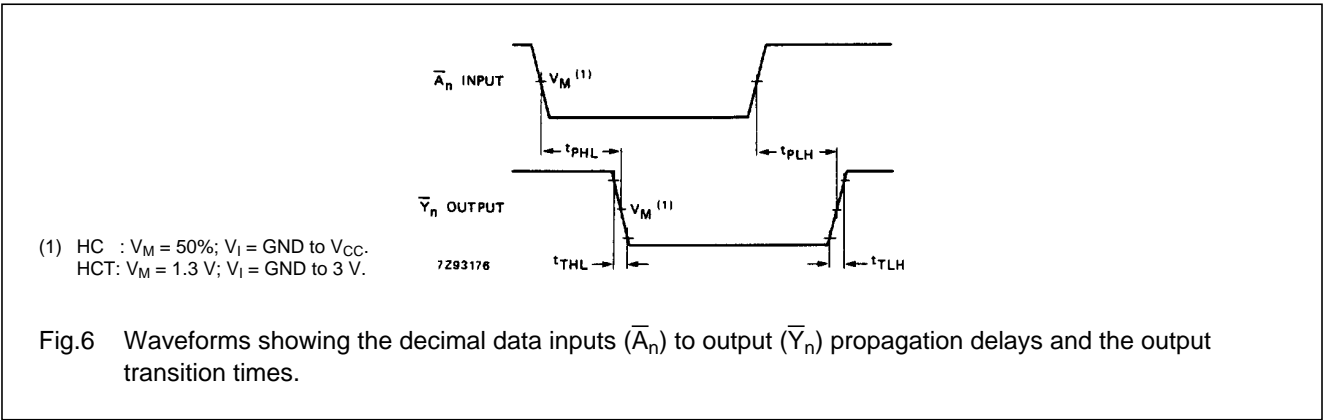 A̅n INPUT
VM (1)
tPHL
tPLH
Y̅n OUTPUT
VM (1)
(1) HC : VM = 50%; VI = GND to VCC.
HCT: VM = 1.3 V; VI = GND to 3 V.
7Z93176
tTHL
tTLH
Fig.6 Waveforms showing the decimal data inputs (A̅n) to output (Y̅n) propagation delays and the output
transition times.